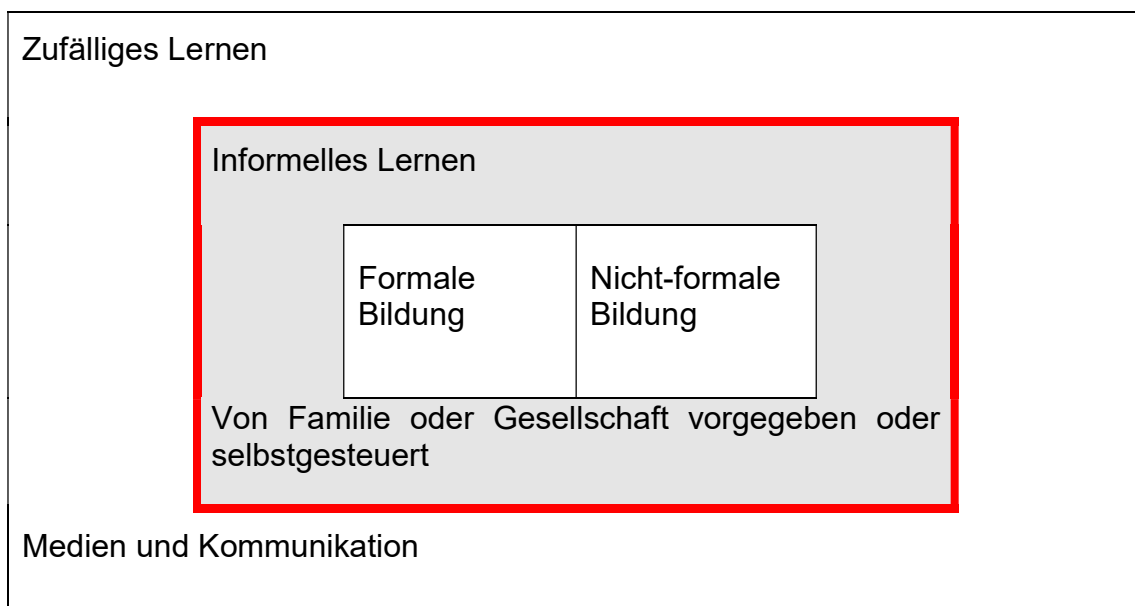 Zufälliges Lernen
Informelles Lernen
Formale
Bildung
Nicht-formale
Bildung
Von Familie oder Gesellschaft vorgegeben oder
selbstgesteuert
Medien und Kommunikation